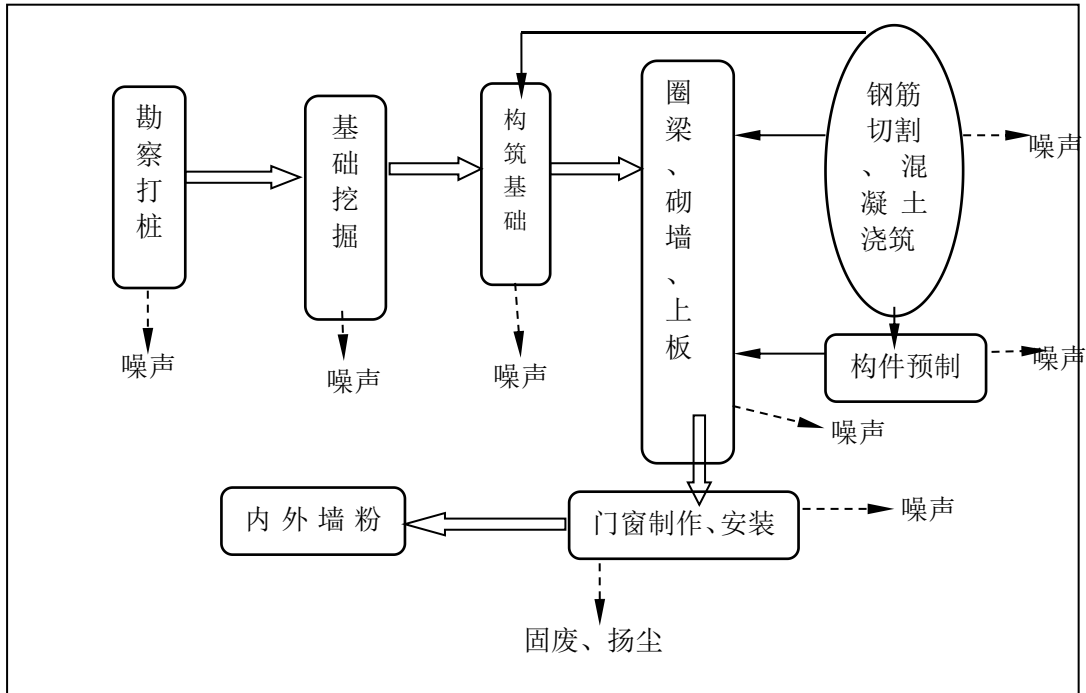 勘察打桩
基础挖掘
构筑基础
圈梁、砌墙、上板
钢筋
切割
、混
凝土
浇筑
噪声
噪声
噪声
噪声
构件预制
噪声
噪声
内外墙粉
门窗制作、安装
噪声
固废、扬尘